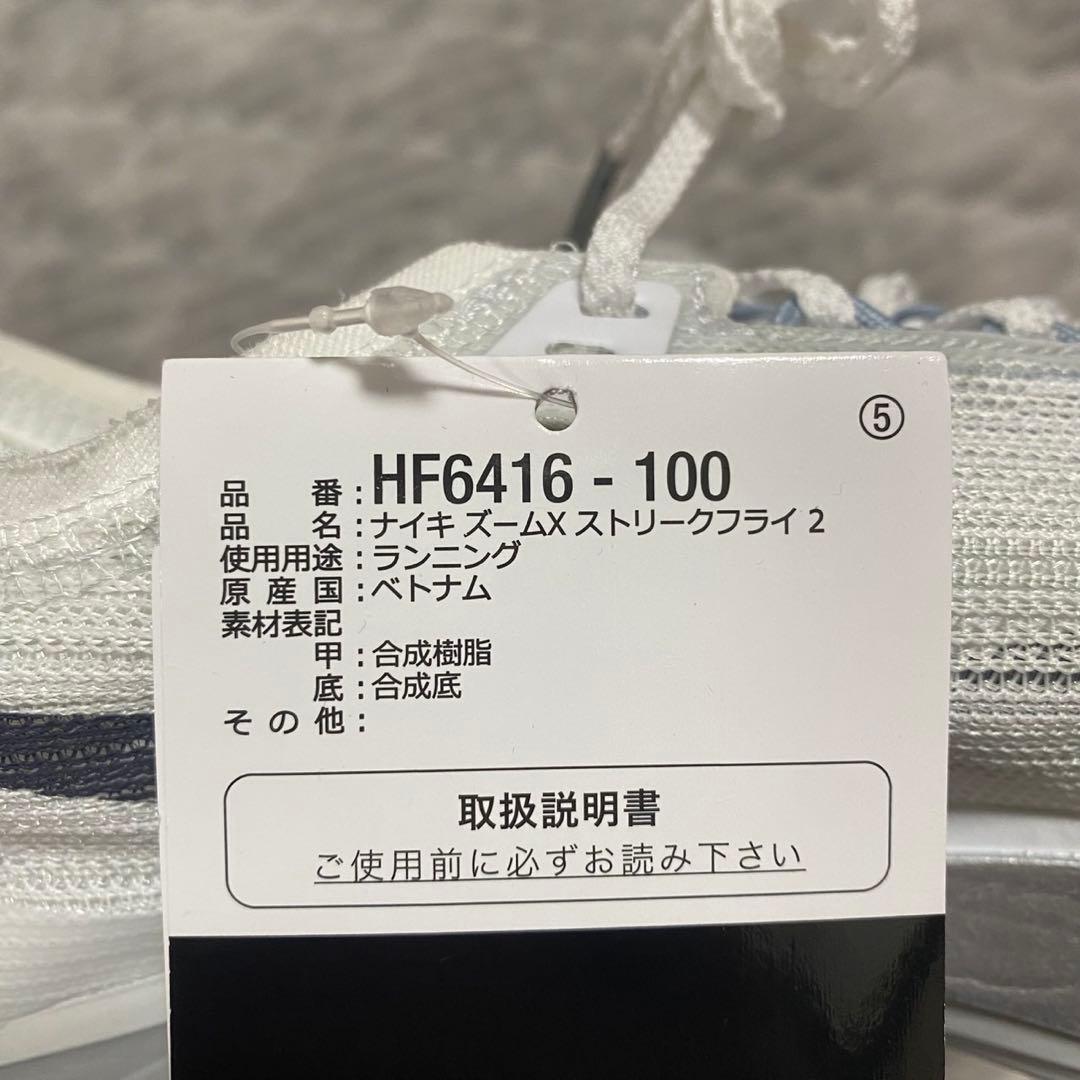 ⑤
品番:HF6416-100
品名:ナイキ ズームX ストリークフライ 2
使用用途:ランニング
原産国:ベトナム
素材表記
甲:合成樹脂
底:合成底
その他:
取扱説明書
ご使用前に必ずお読み下さい